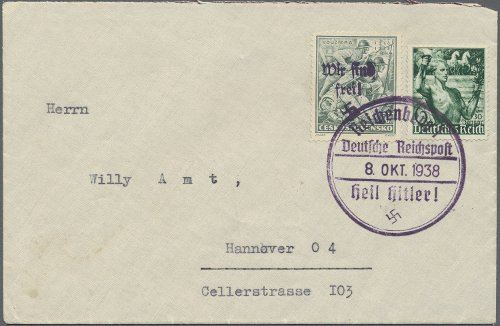 Wir sind
frei!
ČESKOSLOVENSKO
Deutsches Reich
Deutsche Reichspost
8. OKT. 1938
Heil Hitler!
Herrn
Willy Amt,
Hannover 0 4
Cellerstrasse I03